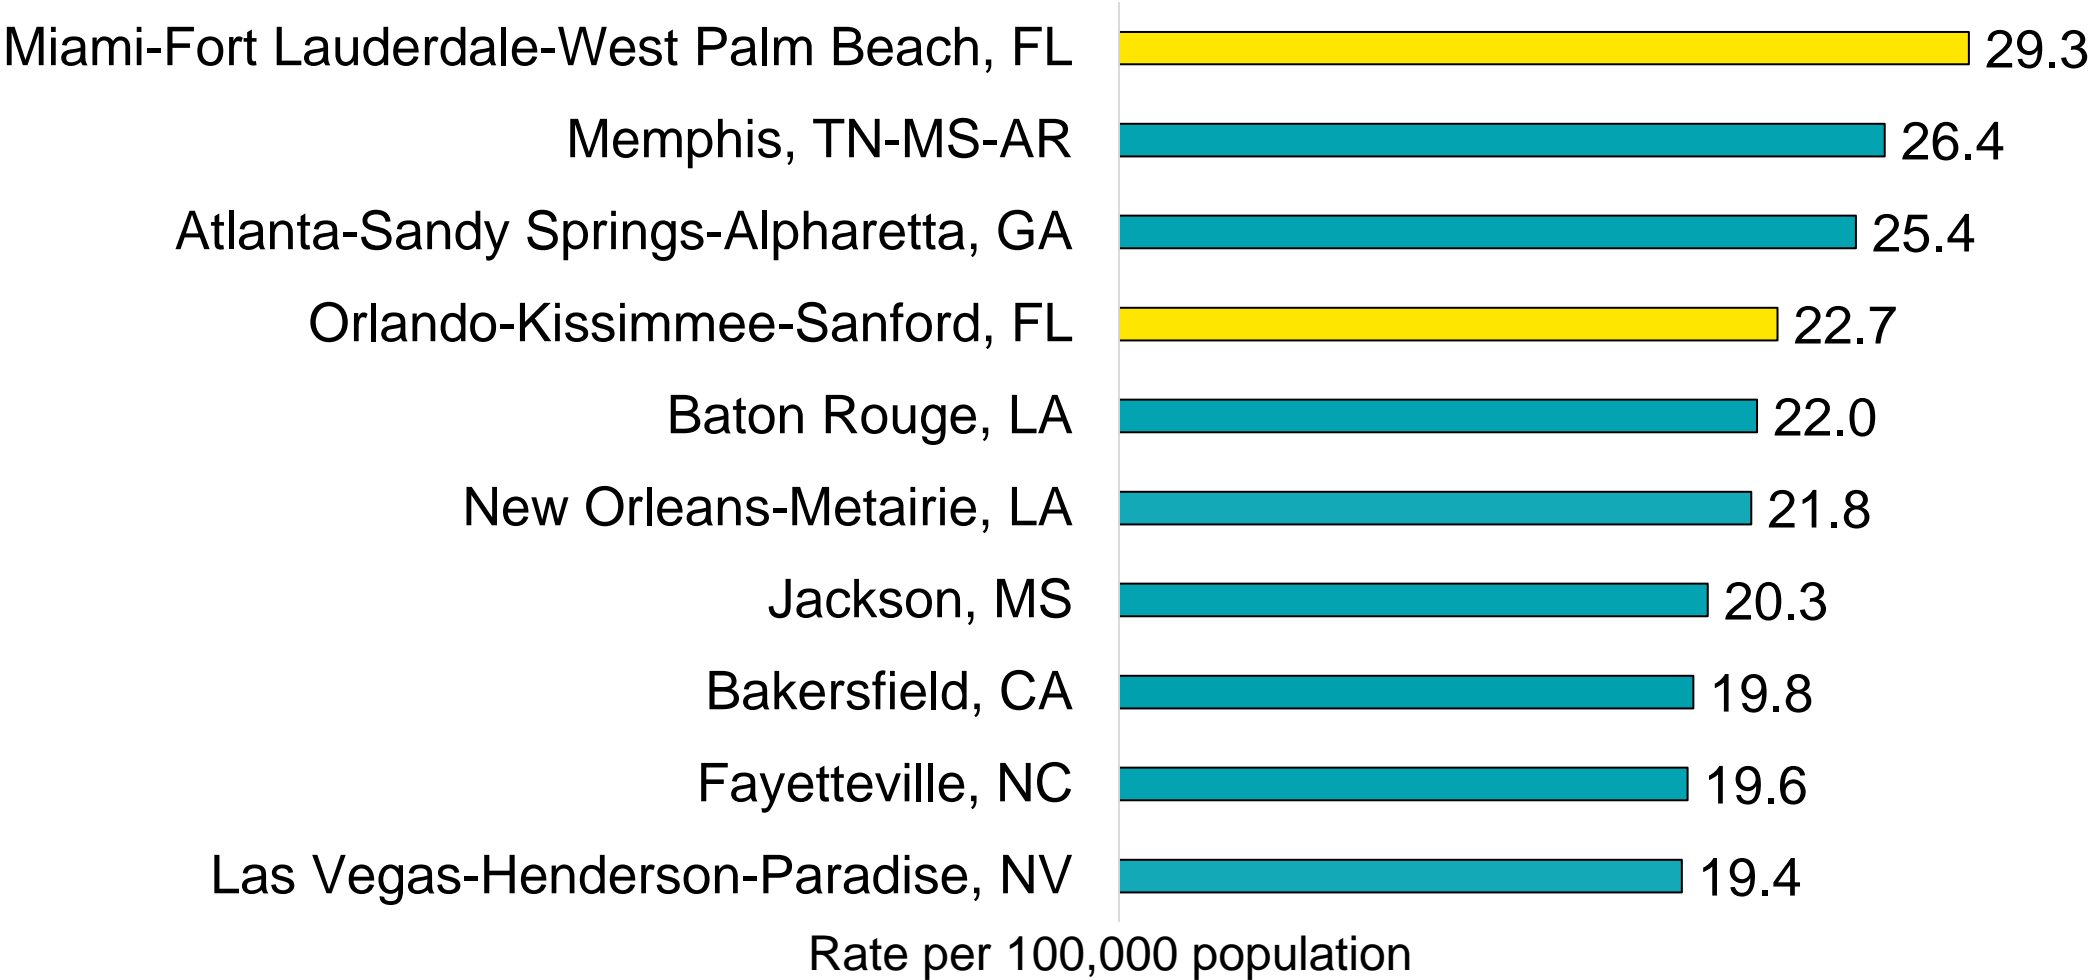 Miami-Fort Lauderdale-West Palm Beach, FL 29.3
Memphis, TN-MS-AR 26.4
Atlanta-Sandy Springs-Alpharetta, GA 25.4
Orlando-Kissimmee-Sanford, FL 22.7
Baton Rouge, LA 22.0
New Orleans-Metairie, LA 21.8
Jackson, MS 20.3
Bakersfield, CA 19.8
Fayetteville, NC 19.6
Las Vegas-Henderson-Paradise, NV 19.4
Rate per 100,000 population